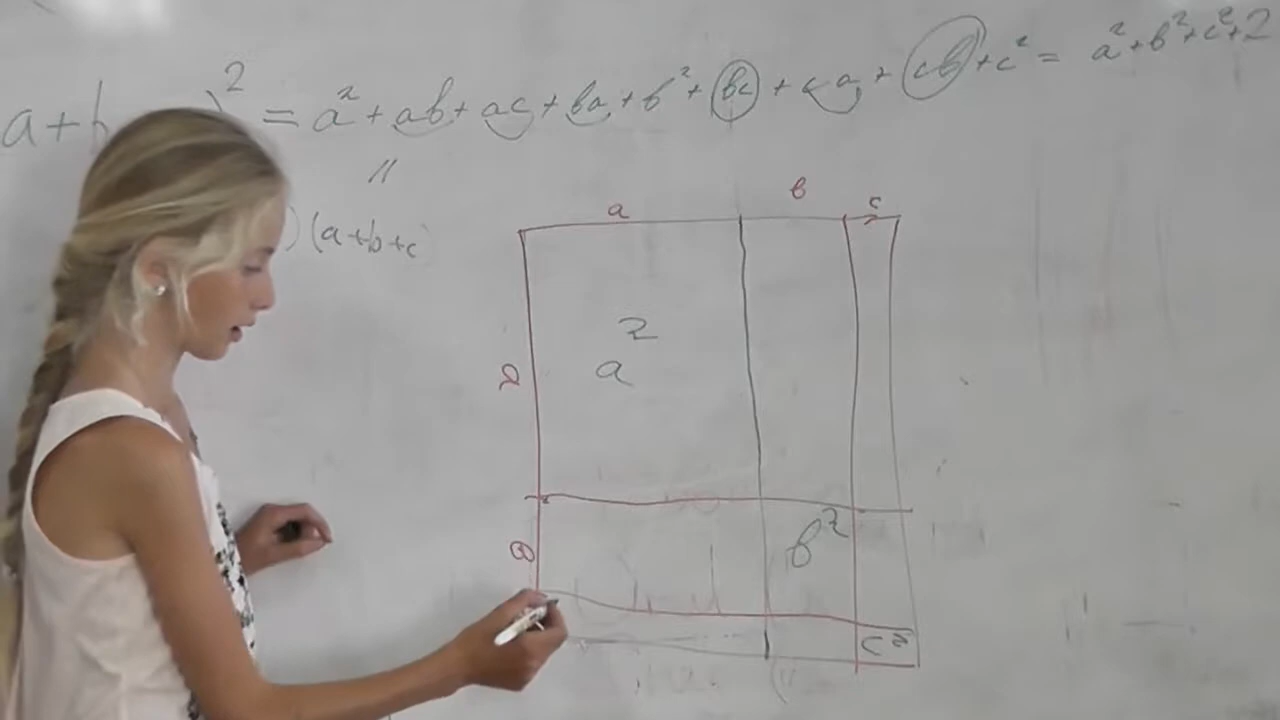 a+b )² = a²+ab+ac+ba+b²+bc+ca+cb+c² = a²+b²+c²+2
=
)(a+b+c)
a b c
a
a²
b
b²
c²